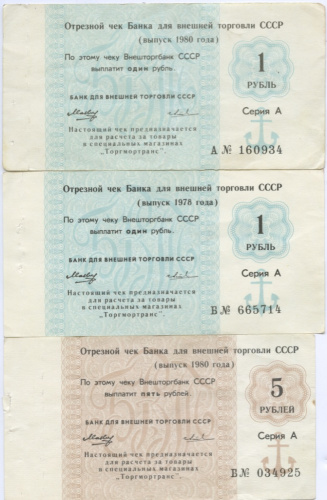 Отрезной чек Банка для внешней торговли СССР
(выпуск 1980 года)
По этому чеку Внешторгбанк СССР
выплатит один рубль.
1
РУБЛЬ
БАНК ДЛЯ ВНЕШНЕЙ ТОРГОВЛИ СССР
Серия А
Настоящий чек предназначается
для расчета за товары
в специальных магазинах
"Торгмортранс".
А № 160934
Отрезной чек Банка для внешней торговли СССР
(выпуск 1978 года)
По этому чеку Внешторгбанк СССР
выплатит один рубль.
1
РУБЛЬ
БАНК ДЛЯ ВНЕШНЕЙ ТОРГОВЛИ СССР
Серия А
Настоящий чек предназначается
для расчета за товары
в специальных магазинах
"Торгмортранс".
В № 665714
Отрезной чек Банка для внешней торговли СССР
(выпуск 1980 года)
По этому чеку Внешторгбанк СССР
выплатит пять рублей.
5
РУБЛЕЙ
БАНК ДЛЯ ВНЕШНЕЙ ТОРГОВЛИ СССР
Серия А
Настоящий чек предназначается
для расчета за товары
в специальных магазинах
"Торгмортранс".
В № 034925